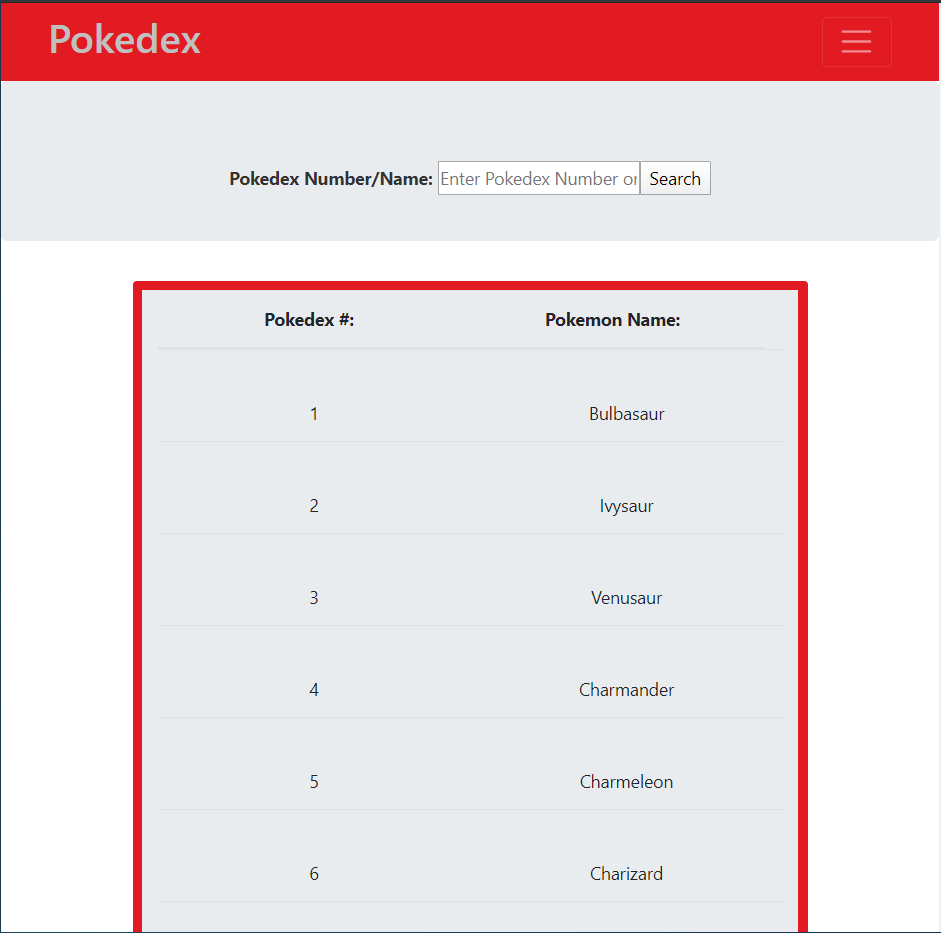 Pokedex
Pokedex Number/Name: Enter Pokedex Number or Search
Pokedex #: Pokemon Name:
1 Bulbasaur
2 Ivysaur
3 Venusaur
4 Charmander
5 Charmeleon
6 Charizard